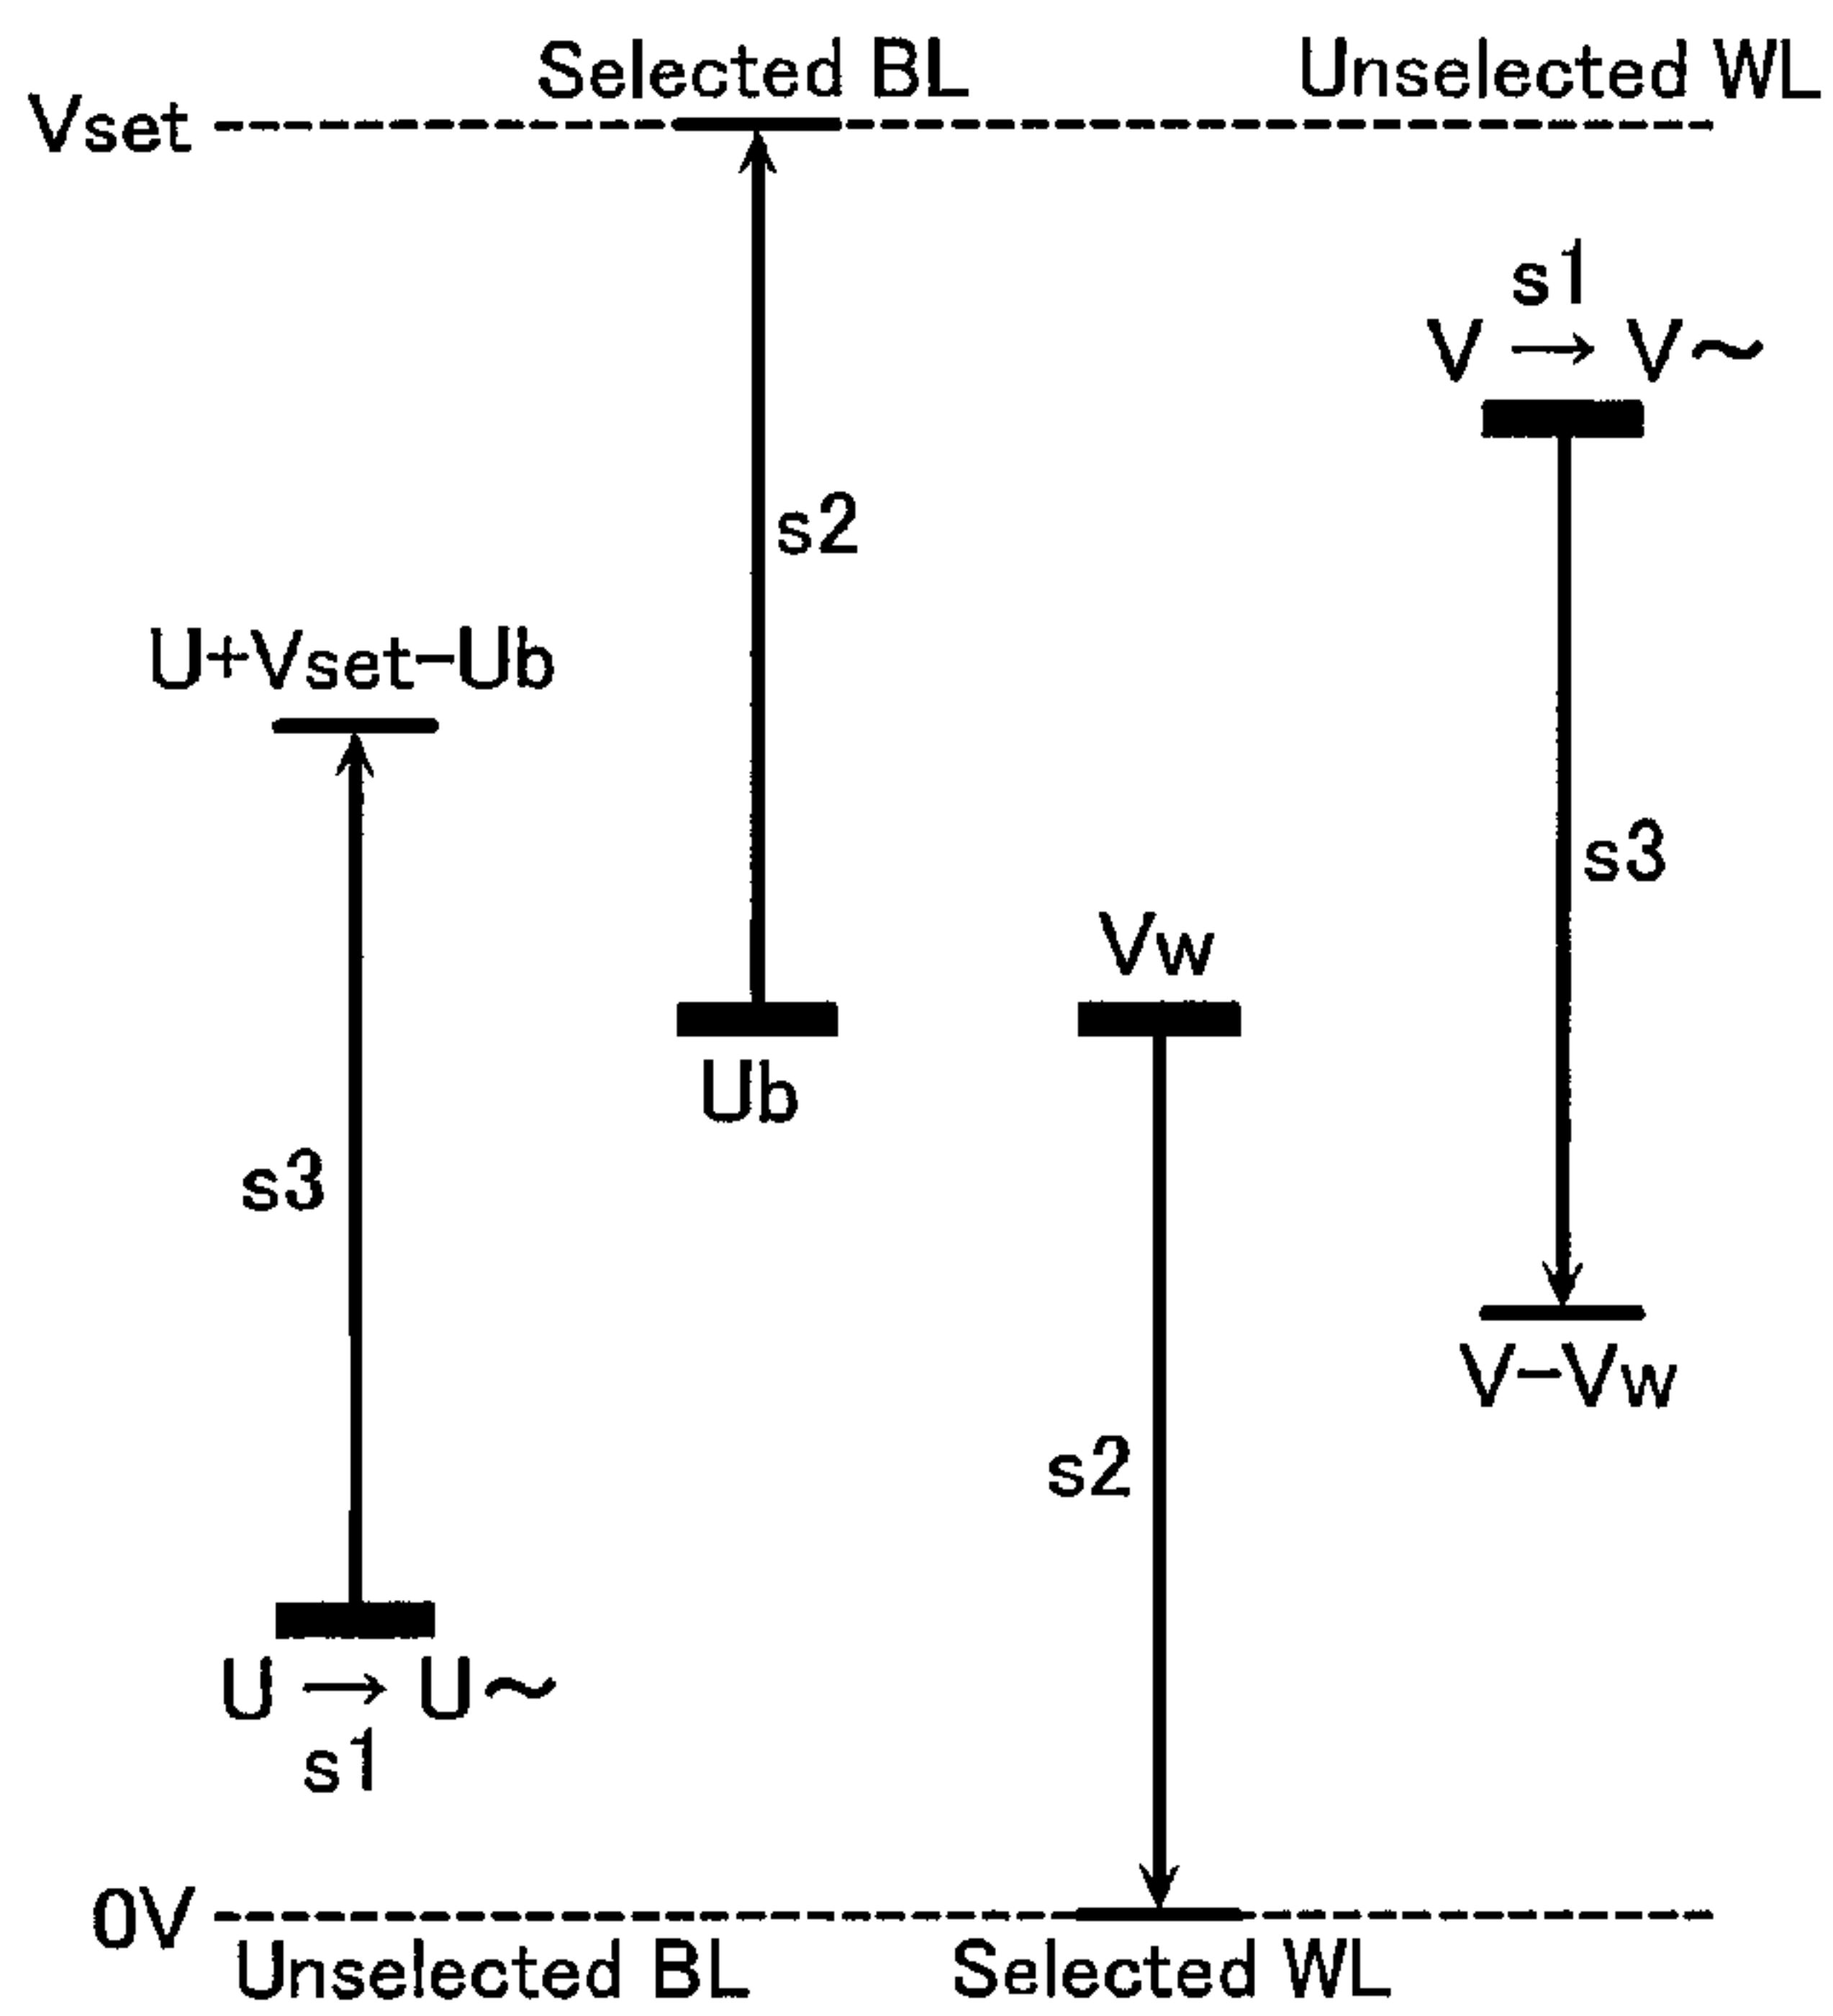 Selected BL
Unselected WL
Vset
s1
V → V~
s2
U+Vset-Ub
s3
Vw
Ub
s3
V-Vw
s2
U → U~
s1
0V
Unselected BL
Selected WL